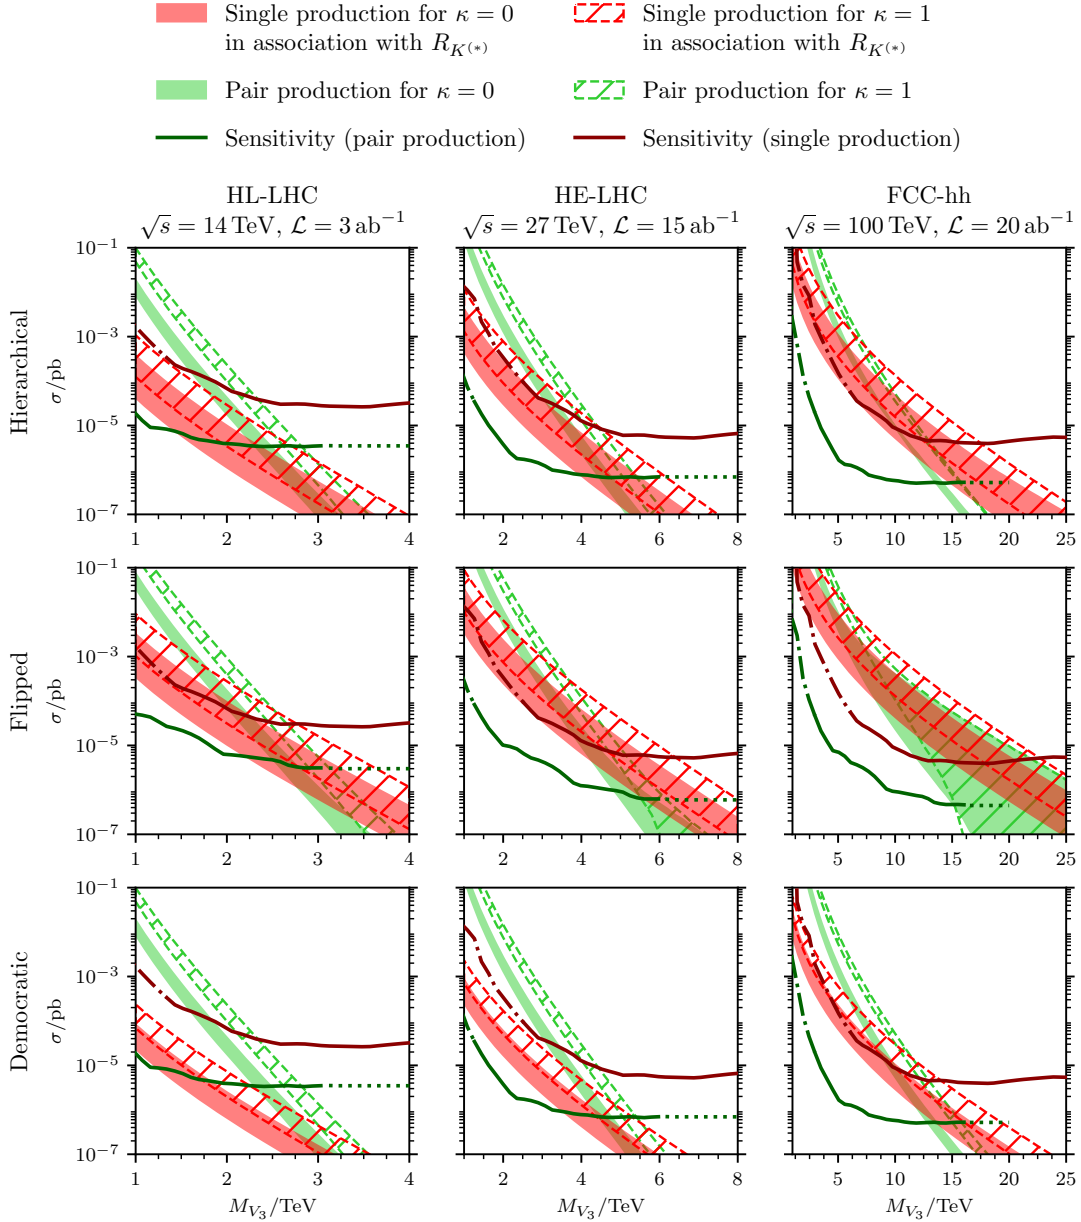 Single production for κ = 0
in association with R_{K^{(*)}}
Single production for κ = 1
in association with R_{K^{(*)}}
Pair production for κ = 0
Pair production for κ = 1
Sensitivity (pair production)
Sensitivity (single production)
HL-LHC
√s = 14 TeV, ℒ = 3 ab⁻¹
HE-LHC
√s = 27 TeV, ℒ = 15 ab⁻¹
FCC-hh
√s = 100 TeV, ℒ = 20 ab⁻¹
Hierarchical
σ/pb
10⁻¹
10⁻³
10⁻⁵
10⁻⁷
1 2 3 4
2 4 6 8
5 10 15 20 25
Flipped
σ/pb
10⁻¹
10⁻³
10⁻⁵
10⁻⁷
1 2 3 4
2 4 6 8
5 10 15 20 25
Democratic
σ/pb
10⁻¹
10⁻³
10⁻⁵
10⁻⁷
1 2 3 4
2 4 6 8
5 10 15 20 25
M_{V₃}/TeV
M_{V₃}/TeV
M_{V₃}/TeV